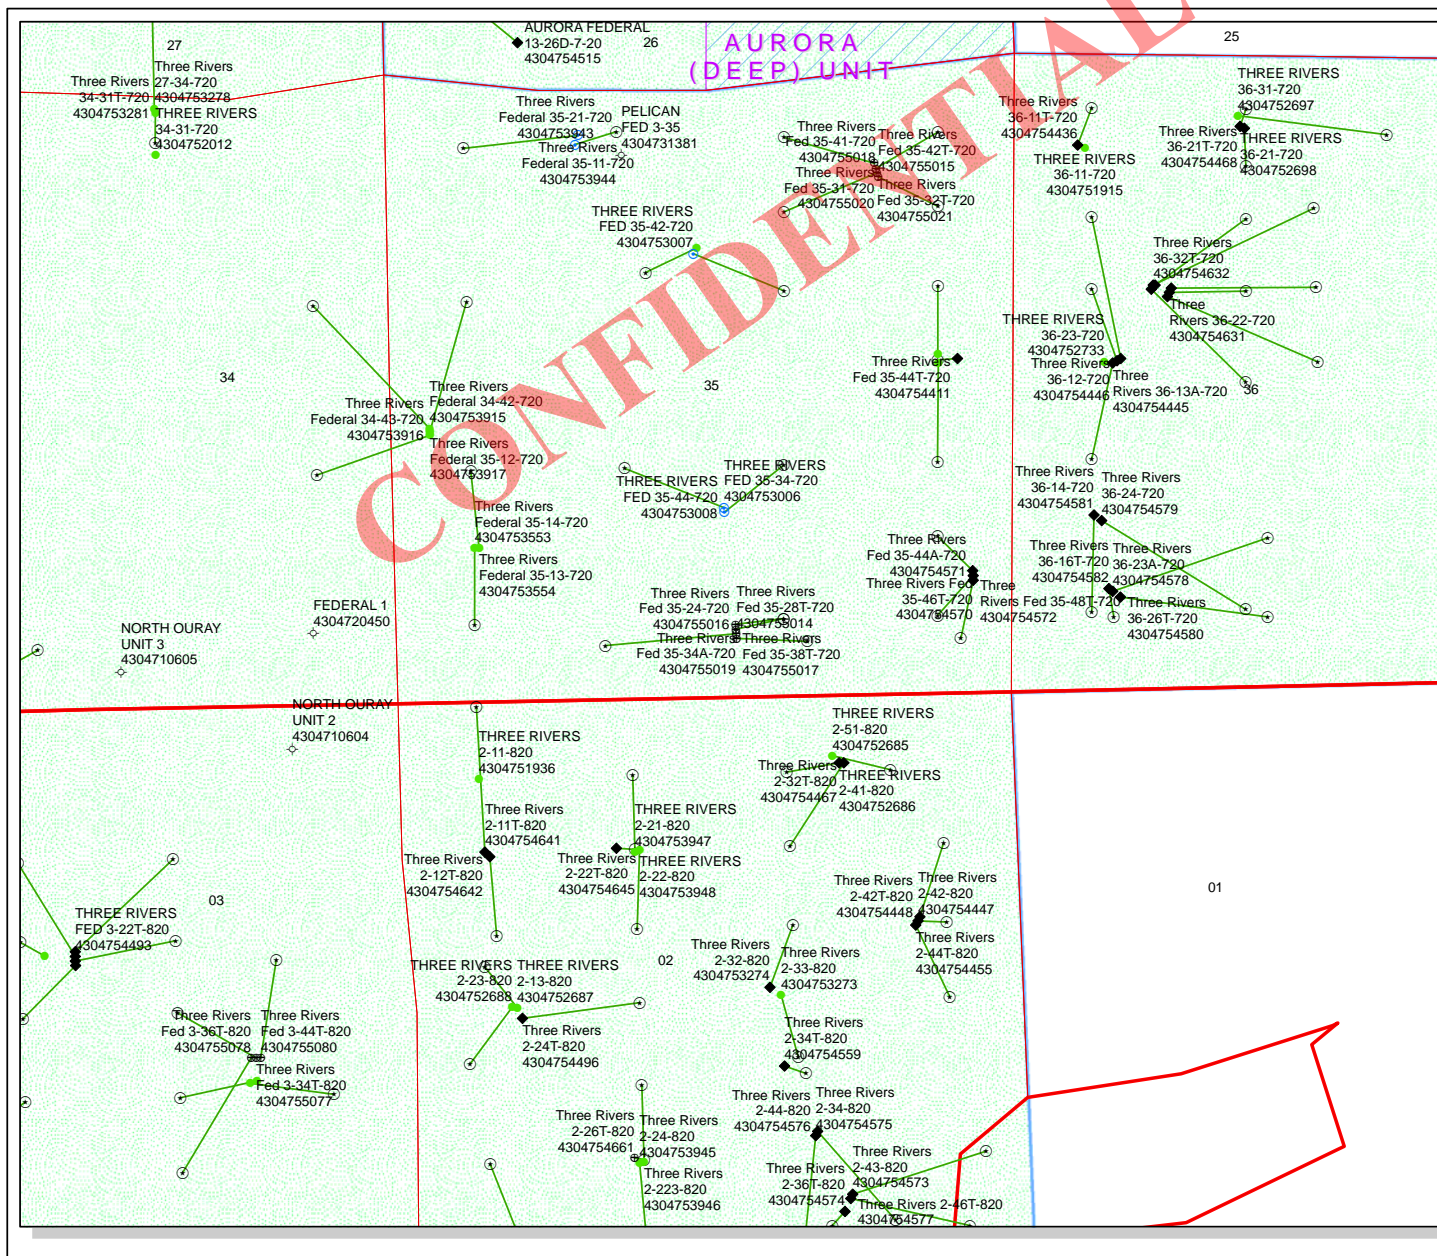 27
Three Rivers
27-34-720
4304753278
Three Rivers
34-31T-720
4304753281
THREE RIVERS
34-31-720
4304752012
AURORA FEDERAL
13-26D-7-20
4304754515
26
AURORA
(DEEP) UNIT
25
Three Rivers
Federal 35-21-720
4304753943
PELICAN
FED 3-35
4304731381
Three Rivers
Federal 35-11-720
4304753944
Three Rivers
Fed 35-41-720
4304755018
Three Rivers
Fed 35-42T-720
4304755015
Three Rivers
Fed 35-31-720
4304755020
Three Rivers
Fed 35-32T-720
4304755021
Three Rivers
36-11T-720
4304754436
THREE RIVERS
36-11-720
4304751915
THREE RIVERS
36-31-720
4304752697
Three Rivers
36-21T-720
4304754468
THREE RIVERS
36-21-720
4304752698
THREE RIVERS
FED 35-42-720
4304753007
Three Rivers
36-32T-720
4304754632
Three
Rivers 36-22-720
4304754631
THREE RIVERS
36-23-720
4304752733
Three Rivers
36-12-720
4304754446
Three
Rivers 36-13A-720
4304754445
36
34
35
Three Rivers
Fed 35-44T-720
4304754411
Three Rivers
Federal 34-42-720
4304753915
Three Rivers
Federal 34-43-720
4304753916
Three Rivers
Federal 35-12-720
4304753917
THREE RIVERS
FED 35-44-720
4304753008
THREE RIVERS
FED 35-34-720
4304753006
Three Rivers
36-14-720
4304754581
Three Rivers
36-24-720
4304754579
Three Rivers
Federal 35-14-720
4304753553
Three Rivers
Federal 35-13-720
4304753554
Three Rivers
Fed 35-44A-720
4304754571
Three Rivers Fed
35-46T-720
4304754570
Three
Rivers Fed 35-48T-720
4304754572
Three Rivers
36-16T-720
4304754582
Three Rivers
36-23A-720
4304754578
Three Rivers
36-26T-720
4304754580
FEDERAL 1
4304720450
NORTH OURAY
UNIT 3
4304710605
Three Rivers
Fed 35-24-720
4304755016
Three Rivers
Fed 35-28T-720
4304755014
Three Rivers
Fed 35-34A-720
4304755019
Three Rivers
Fed 35-38T-720
4304755017
NORTH OURAY
UNIT 2
4304710604
THREE RIVERS
2-11-820
4304751936
THREE RIVERS
2-51-820
4304752685
Three Rivers
2-32T-820
4304754467
THREE RIVERS
2-41-820
4304752686
Three Rivers
2-11T-820
4304754641
Three Rivers
2-12T-820
4304754642
THREE RIVERS
2-21-820
4304753947
Three Rivers
2-22T-820
4304754645
THREE RIVERS
2-22-820
4304753948
Three Rivers
2-42T-820
4304754448
Three Rivers
2-42-820
4304754447
Three Rivers
2-44T-820
4304754455
01
03
THREE RIVERS
FED 3-22T-820
4304754493
02
THREE RIVERS
2-23-820
4304752688
THREE RIVERS
2-13-820
4304752687
Three Rivers
2-24T-820
4304754496
Three Rivers
2-32-820
4304753274
Three Rivers
2-33-820
4304753273
Three Rivers
2-34T-820
4304754559
Three Rivers
Fed 3-36T-820
4304755078
Three Rivers
Fed 3-44T-820
4304755080
Three Rivers
Fed 3-34T-820
4304755077
Three Rivers
2-26T-820
4304754661
Three Rivers
2-24-820
4304753945
Three Rivers
2-223-820
4304753946
Three Rivers
2-44-820
4304754576
Three Rivers
2-34-820
4304754575
Three Rivers
2-43-820
4304754573
Three Rivers
2-36T-820
4304754574
Three Rivers 2-46T-820
4304754577
CONFIDENTIAL